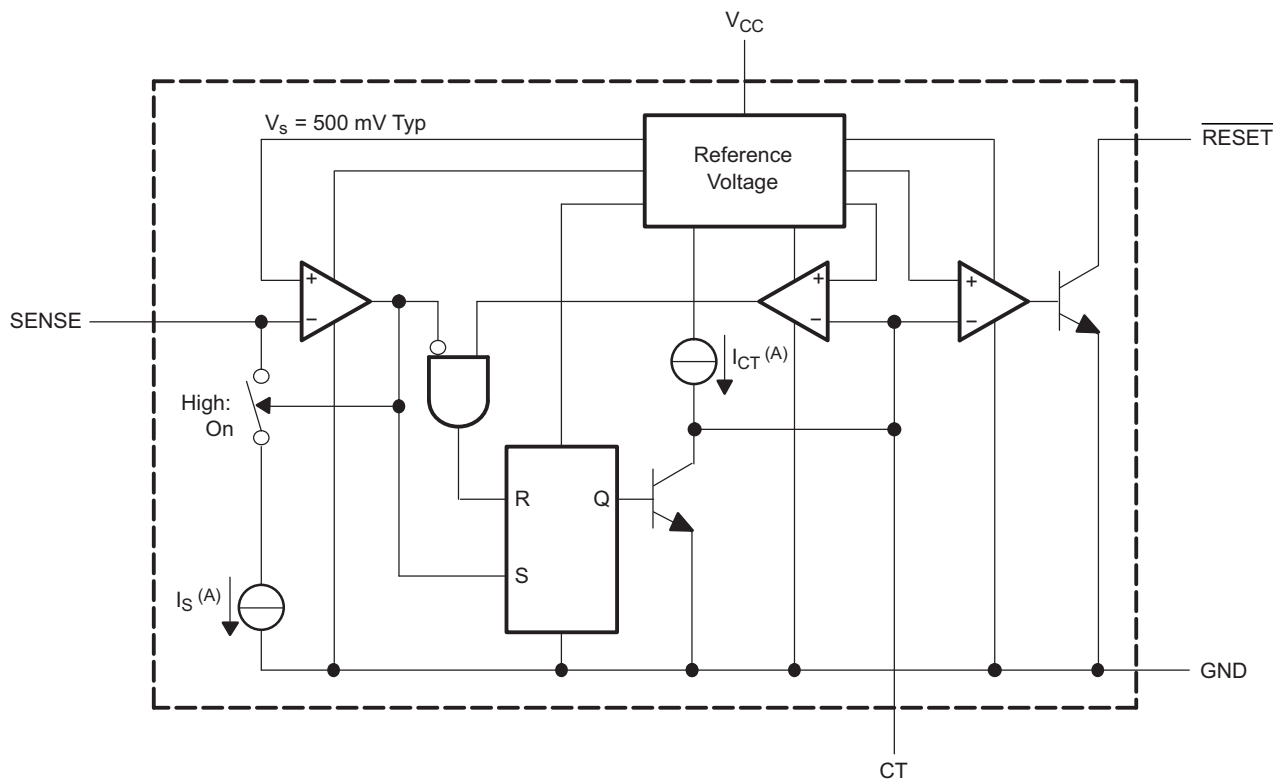 VCC
Vs = 500 mV Typ
Reference
Voltage
RESET
+
−
+
−
+
−
SENSE
ICT (A)
High:
On
R
Q
S
IS (A)
GND
CT